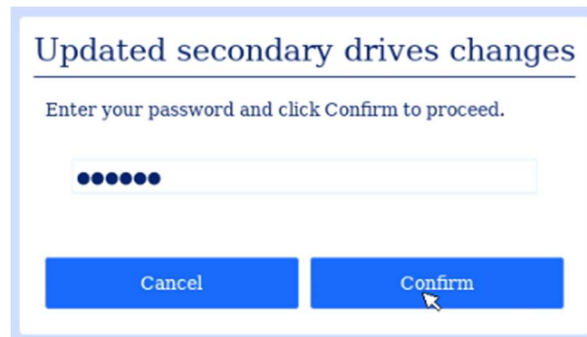 Updated secondary drives changes
Enter your password and click Confirm to proceed.
●●●●●●
Cancel
Confirm